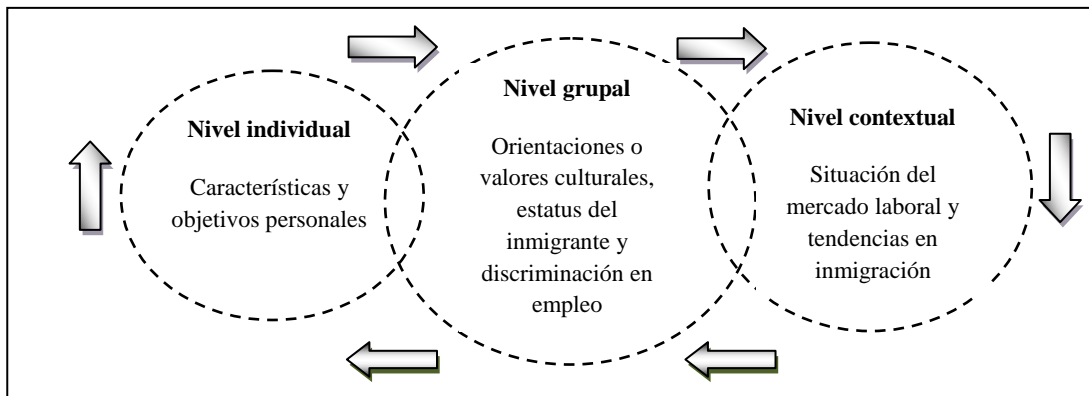 Nivel individual
Características y
objetivos personales
Nivel grupal
Orientaciones o
valores culturales,
estatus del
inmigrante y
discriminación en
empleo
Nivel contextual
Situación del
mercado laboral y
tendencias en
inmigración